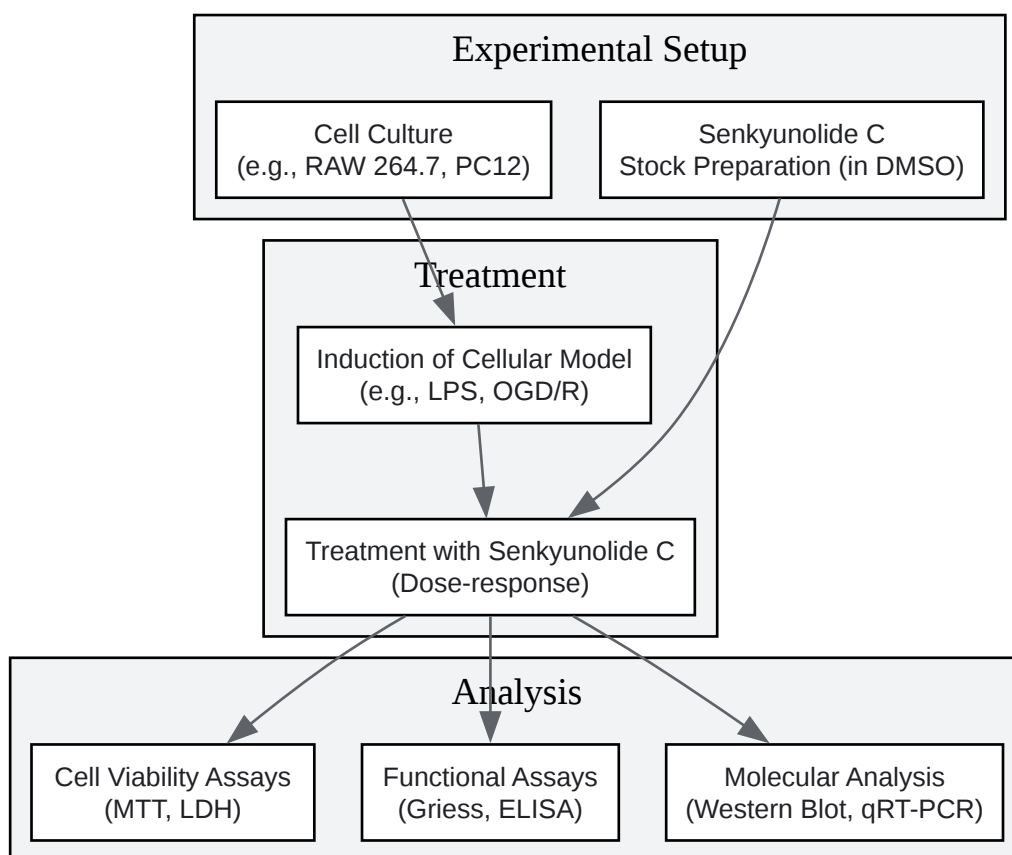 Experimental Setup
Cell Culture
(e.g., RAW 264.7, PC12)
Senkyunolide C
Stock Preparation (in DMSO)
Treatment
Induction of Cellular Model
(e.g., LPS, OGD/R)
Treatment with Senkyunolide C
(Dose-response)
Analysis
Cell Viability Assays
(MTT, LDH)
Functional Assays
(Griess, ELISA)
Molecular Analysis
(Western Blot, qRT-PCR)